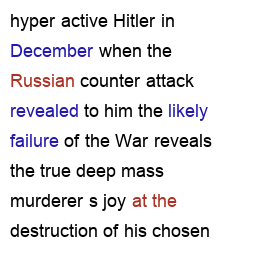 hyper active Hitler in
December when the
Russian counter attack
revealed to him the likely
failure of the War reveals
the true deep mass
murderer s joy at the
destruction of his chosen